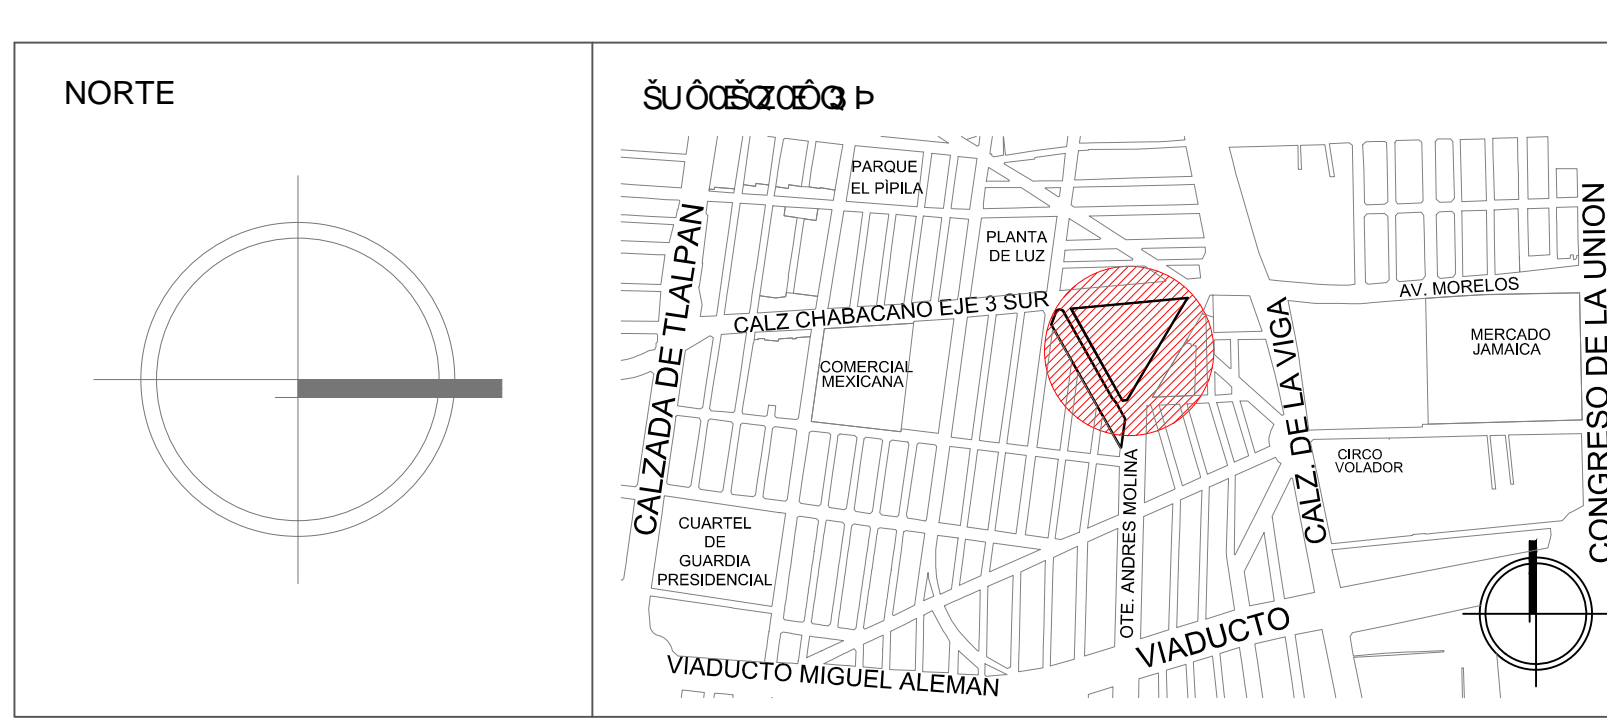 NORTE
PARQUE
EL PÌPILA
PLANTA
DE LUZ
CALZADA DE TLALPAN
CALZ CHABACANO EJE 3 SUR
COMERCIAL
MEXICANA
AV. MORELOS
MERCADO
JAMAICA
CONGRESO DE LA UNION
CALZ. DE LA VIGA
CIRCO
VOLADOR
CUARTEL
DE
GUARDIA
PRESIDENCIAL
OTE. ANDRES MOLINA
VIADUCTO
VIADUCTO MIGUEL ALEMAN